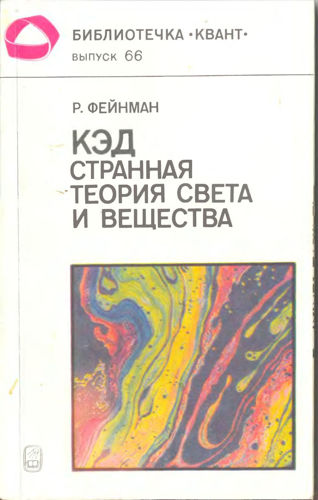 БИБЛИОТЕЧКА •КВАНТ•
ВЫПУСК 66
Р. ФЕЙНМАН
КЭД
СТРАННАЯ
ТЕОРИЯ СВЕТА
И ВЕЩЕСТВА